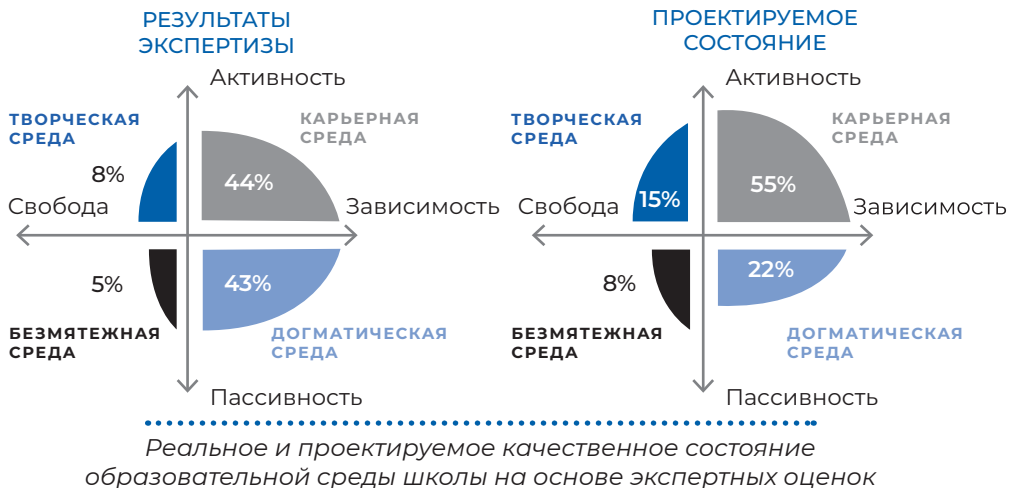 РЕЗУЛЬТАТЫ
ЭКСПЕРТИЗЫ
Активность
ТВОРЧЕСКАЯ
СРЕДА
КАРЬЕРНАЯ
СРЕДА
8%
44%
Свобода
Зависимость
5%
43%
БЕЗМЯТЕЖНАЯ
СРЕДА
ДОГМАТИЧЕСКАЯ
СРЕДА
Пассивность
ПРОЕКТИРУЕМОЕ
СОСТОЯНИЕ
Активность
ТВОРЧЕСКАЯ
СРЕДА
КАРЬЕРНАЯ
СРЕДА
15%
55%
Свобода
Зависимость
8%
22%
БЕЗМЯТЕЖНАЯ
СРЕДА
ДОГМАТИЧЕСКАЯ
СРЕДА
Пассивность
Реальное и проектируемое качественное состояние
образовательной среды школы на основе экспертных оценок